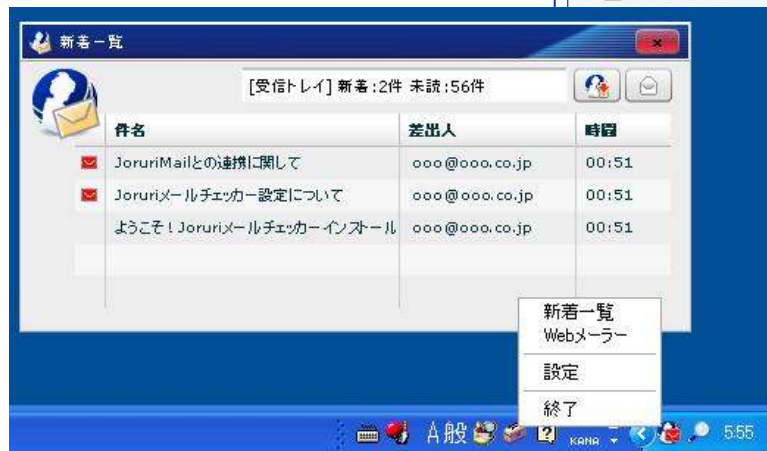 新着一覧
[受信トレイ] 新着:2件 未読:56件
件名 差出人 時間
JoruriMailとの連携に関して ooo@ooo.co.jp 00:51
Joruriメールチェッカー設定について ooo@ooo.co.jp 00:51
ようこそ!Joruriメールチェッカーインストール ooo@ooo.co.jp 00:51
新着一覧
Webメーラー
設定
終了
A般 KANA 5:55